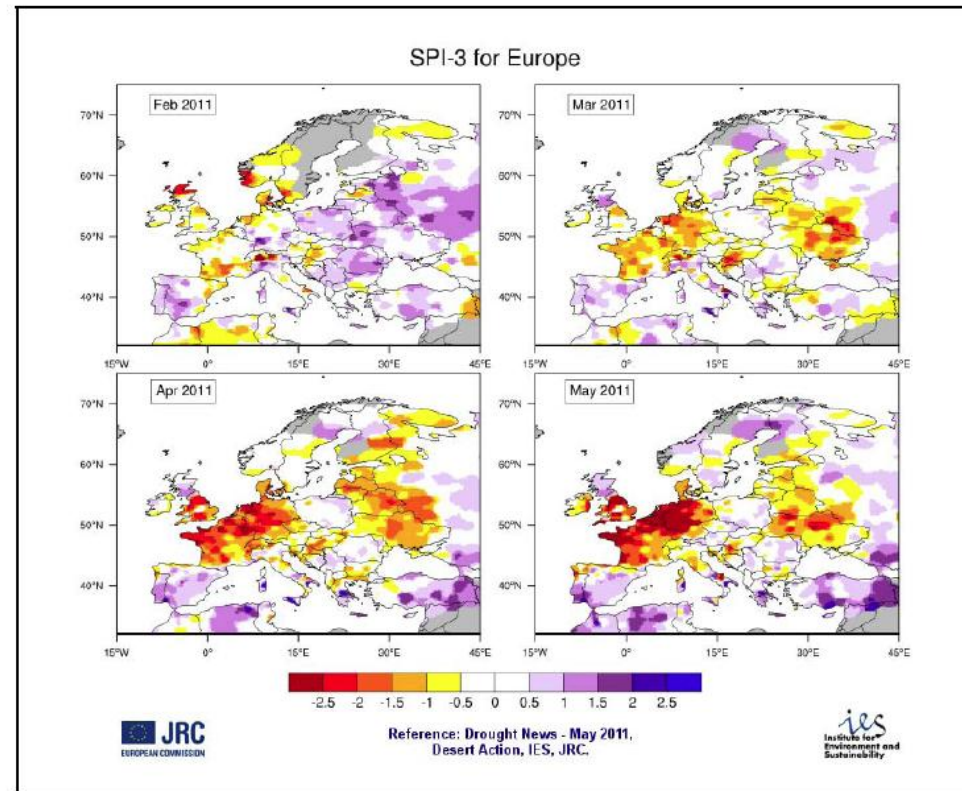 SPI-3 for Europe
Feb 2011
Mar 2011
70°N
60°N
50°N
40°N
70°N
60°N
50°N
40°N
15°W 0° 15°E 30°E 45°E
15°W 0° 15°E 30°E 45°E
Apr 2011
May 2011
70°N
60°N
50°N
40°N
70°N
60°N
50°N
40°N
15°W 0° 15°E 30°E 45°E
15°W 0° 15°E 30°E 45°E
-2.5 -2 -1.5 -1 -0.5 0 0.5 1 1.5 2 2.5
JRC
EUROPEAN COMMISSION
Reference: Drought News - May 2011,
Desert Action, IES, JRC.
ies
Institute for
Environment and
Sustainability